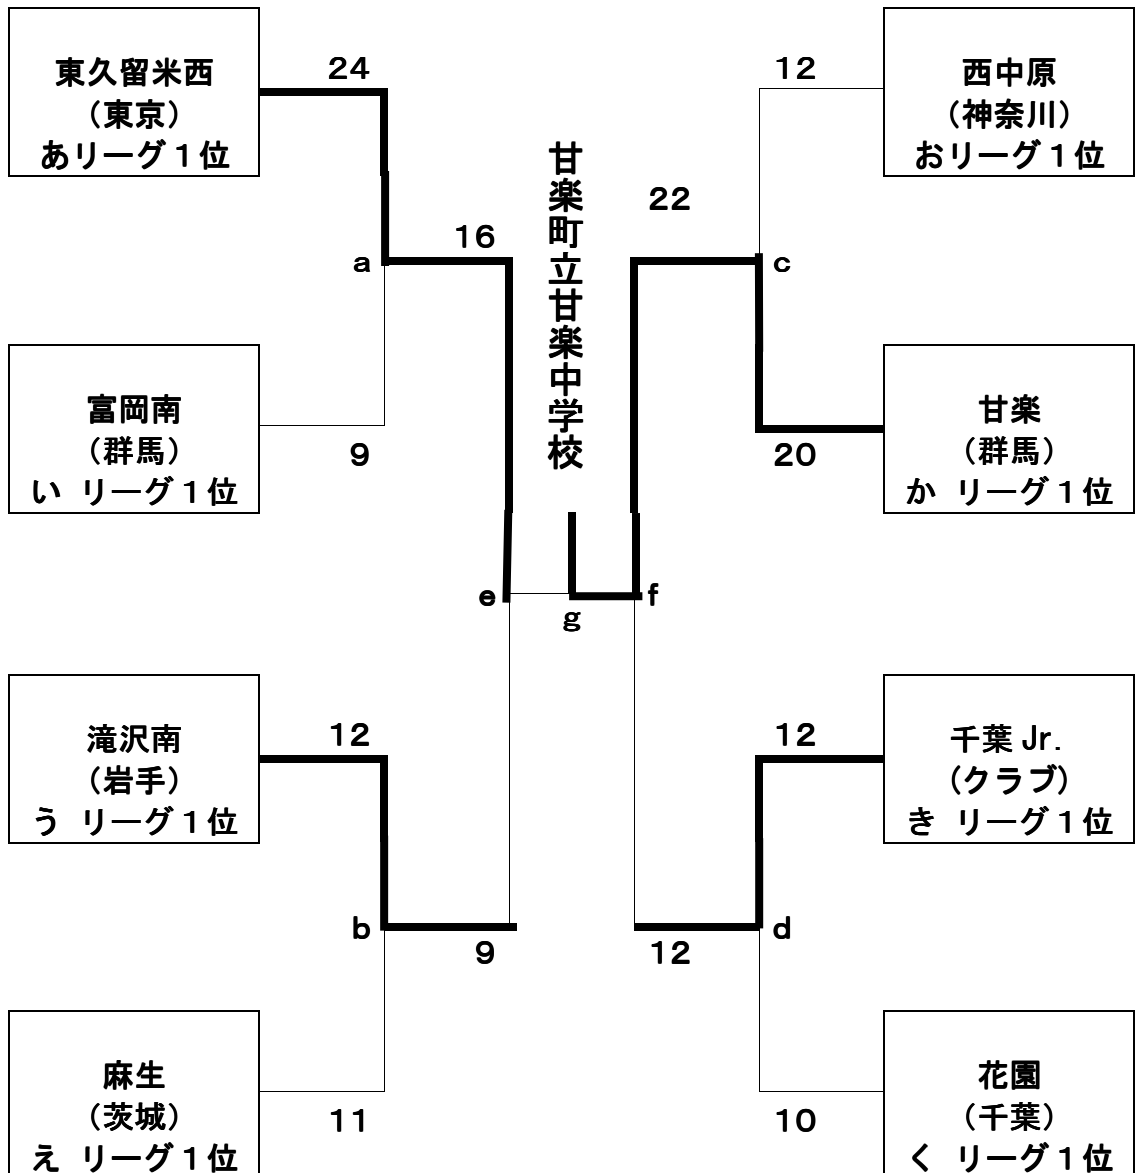 東久留米西
（東京）
あリーグ１位
24
12
西中原
（神奈川）
おリーグ１位
甘楽町立甘楽中学校
22
16
a
c
富岡南
（群馬）
い リーグ１位
9
20
甘楽
（群馬）
か リーグ１位
e
f
g
滝沢南
（岩手）
う リーグ１位
12
12
千葉 Jr.
（クラブ）
き リーグ１位
b
9
12
d
麻生
（茨城）
え リーグ１位
11
10
花園
（千葉）
く リーグ１位